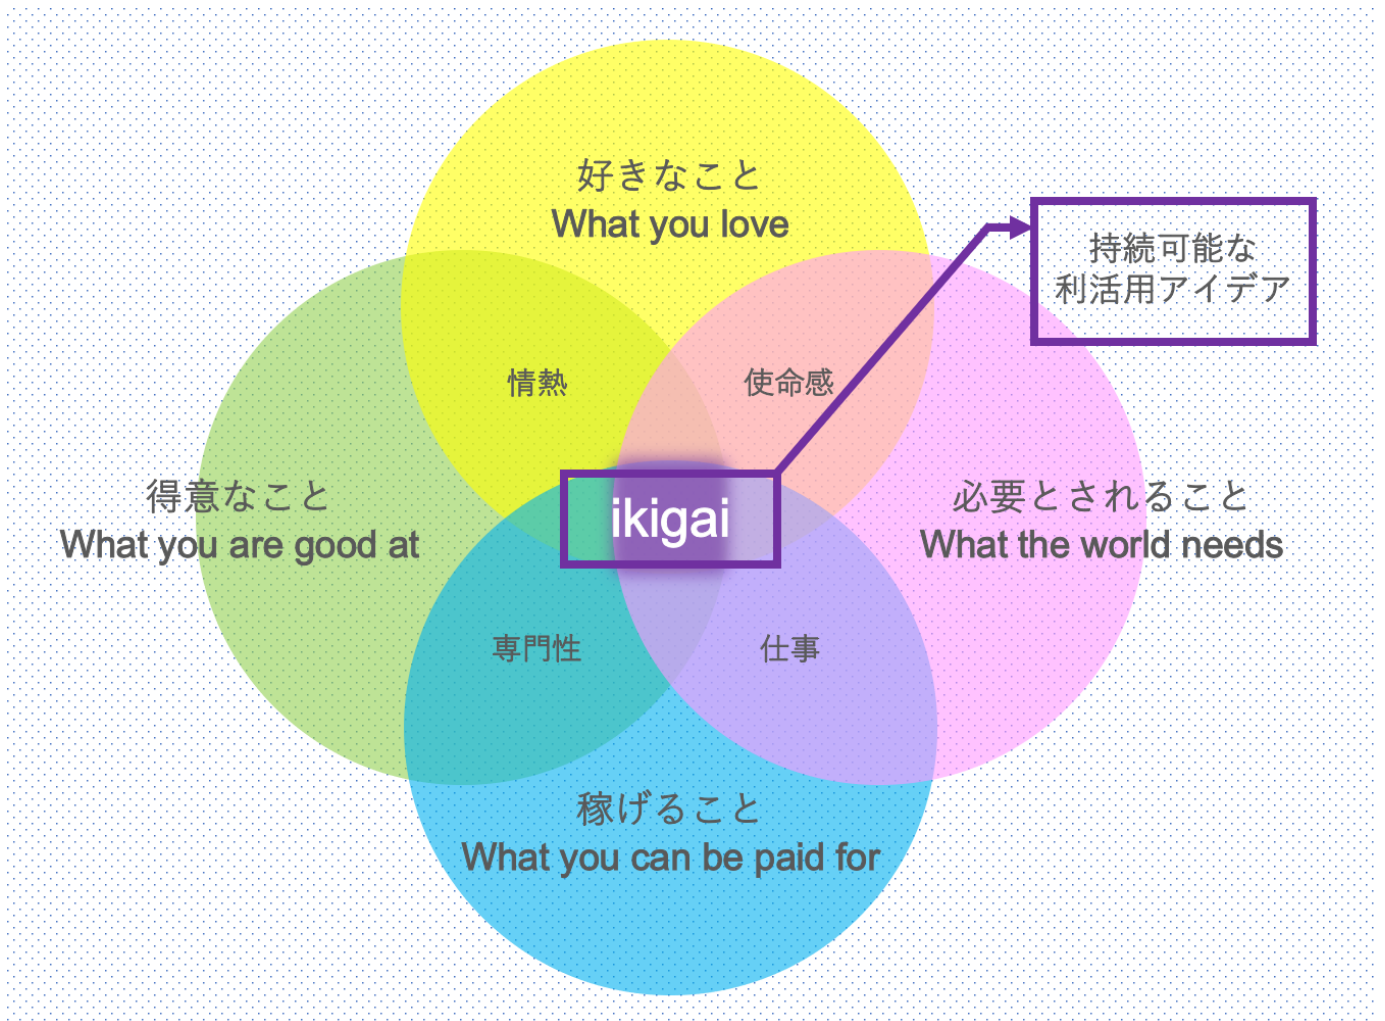 好きなこと
What you love
持続可能な
利活用アイデア
情熱
使命感
得意なこと
What you are good at
ikigai
必要とされること
What the world needs
専門性
仕事
稼げること
What you can be paid for